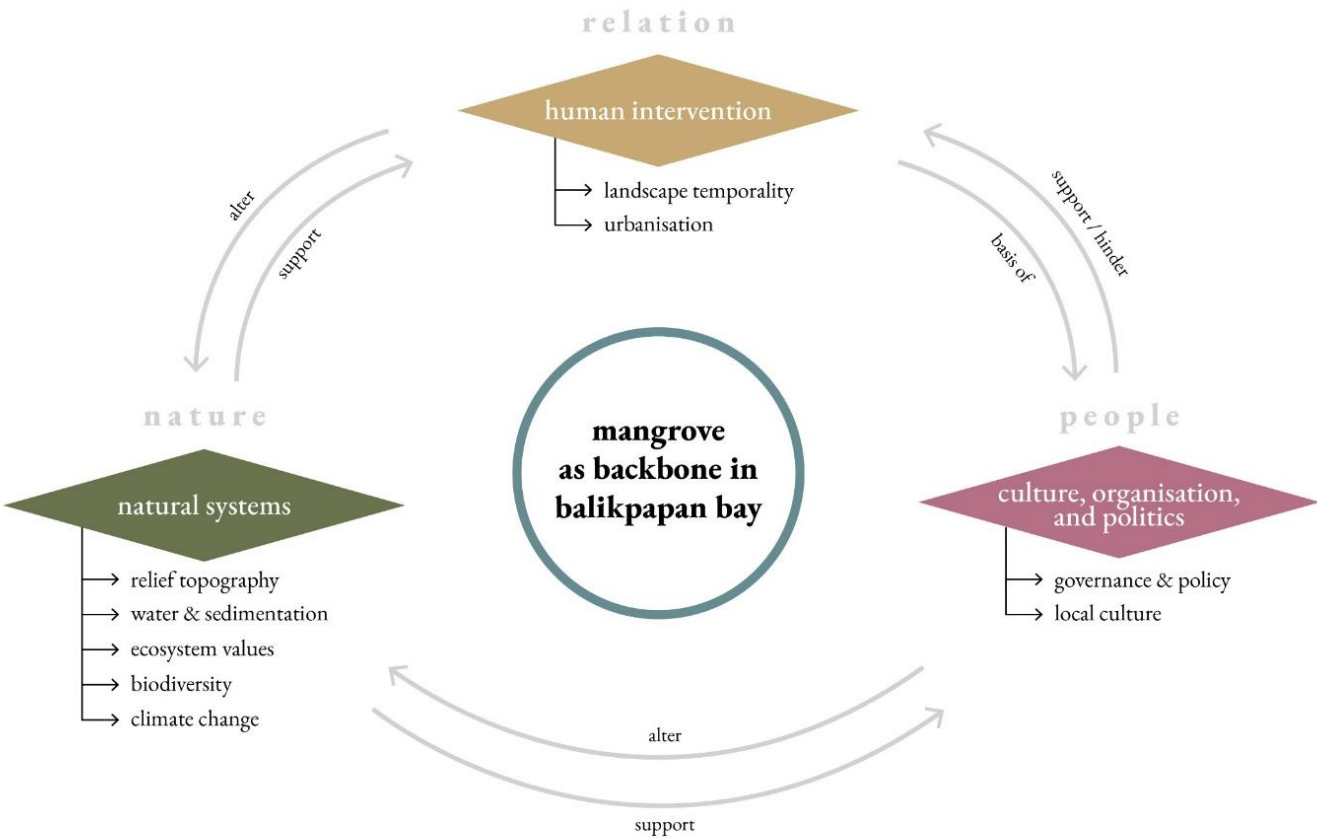 relation
human intervention
landscape temporality
urbanisation
alter
support
support / hinder
basis of
nature
natural systems
relief topography
water & sedimentation
ecosystem values
biodiversity
climate change
mangrove
as backbone in
balikpapan bay
people
culture, organisation,
and politics
governance & policy
local culture
alter
support